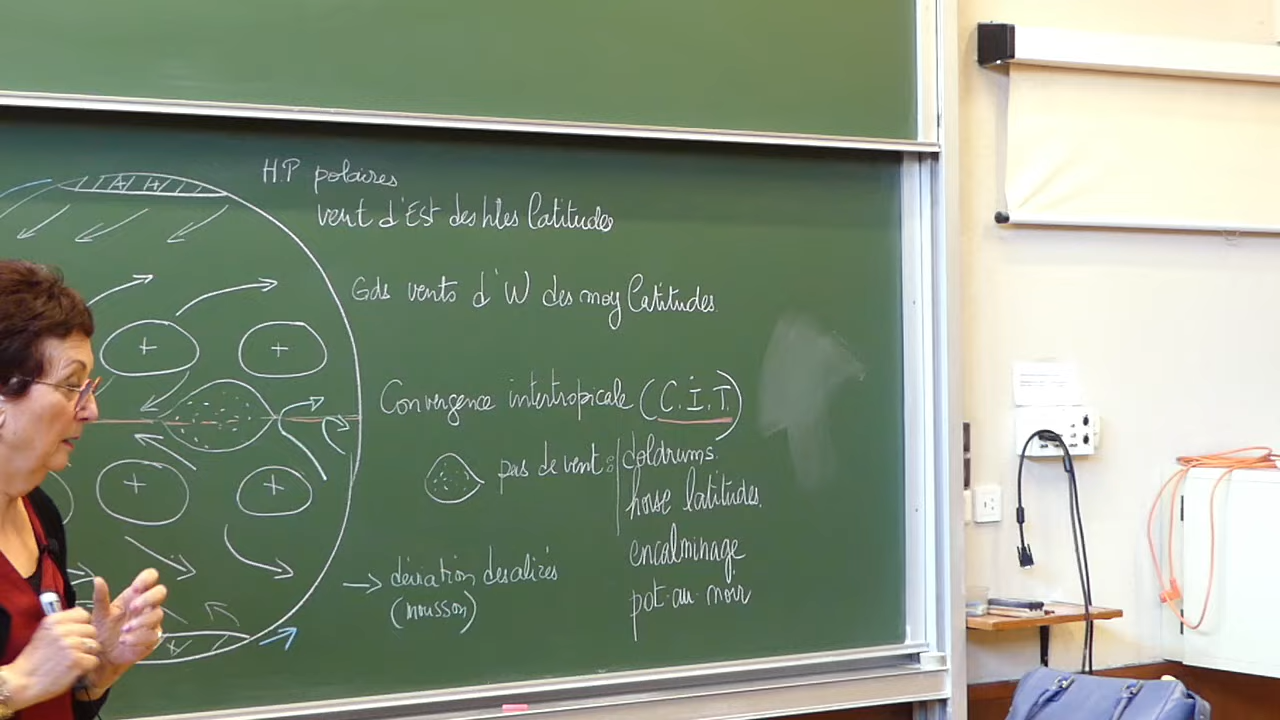 H.P polaires
vent d'Est des htes latitudes
Gds vents d'W des moy latitudes.
Convergence intertropicale (C.I.T.)
pas de vent : doldrums.
horse latitudes.
encalminage
pot-au-noir
→ déviation des alizés
(mousson)
+ +
+ +